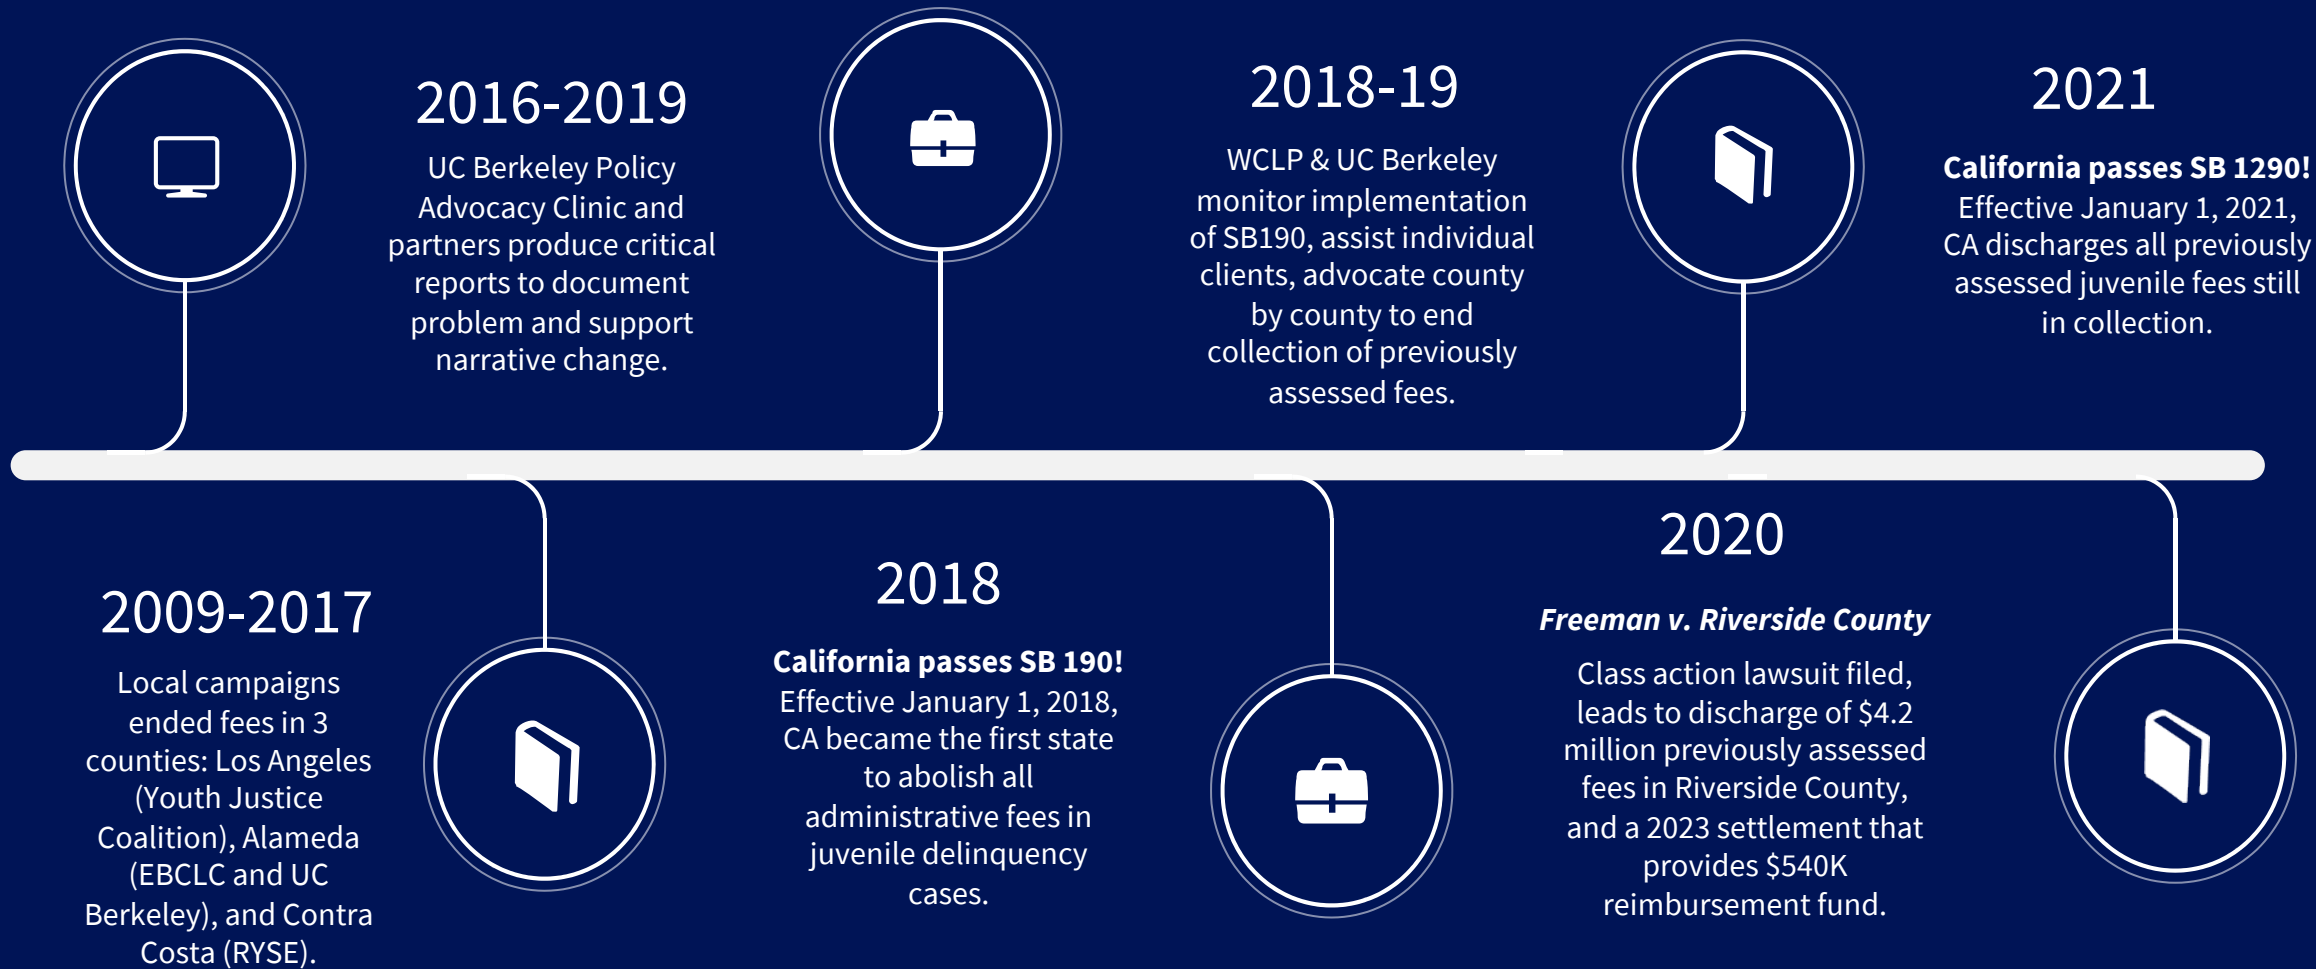 2009-2017
Local campaigns
ended fees in 3
counties: Los Angeles
(Youth Justice
Coalition), Alameda
(EBCLC and UC
Berkeley), and Contra
Costa (RYSE).
2016-2019
UC Berkeley Policy
Advocacy Clinic and
partners produce critical
reports to document
problem and support
narrative change.
2018
California passes SB 190!
Effective January 1, 2018,
CA became the first state
to abolish all
administrative fees in
juvenile delinquency
cases.
2018-19
WCLP & UC Berkeley
monitor implementation
of SB190, assist individual
clients, advocate county
by county to end
collection of previously
assessed fees.
2020
Freeman v. Riverside County
Class action lawsuit filed,
leads to discharge of $4.2
million previously assessed
fees in Riverside County,
and a 2023 settlement that
provides $540K
reimbursement fund.
2021
California passes SB 1290!
Effective January 1, 2021,
CA discharges all previously
assessed juvenile fees still
in collection.